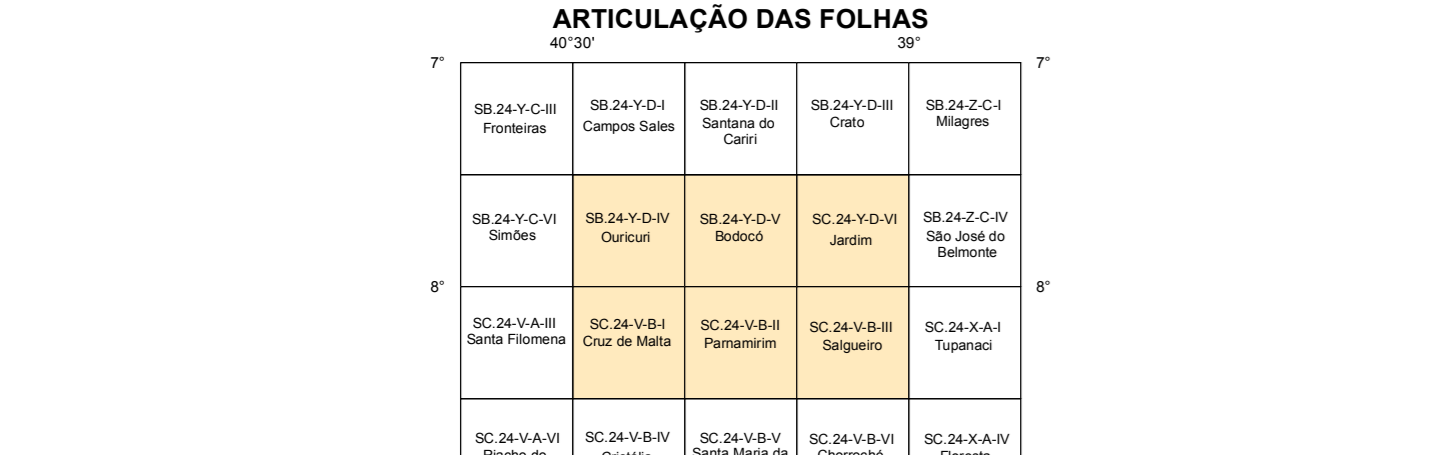 ARTICULAÇÃO DAS FOLHAS
40°30' 39°
7° 7°
SB.24-Y-C-III
Fronteiras
SB.24-Y-D-I
Campos Sales
SB.24-Y-D-II
Santana do
Cariri
SB.24-Y-D-III
Crato
SB.24-Z-C-I
Milagres
SB.24-Y-C-VI
Simões
SB.24-Y-D-IV
Ouricuri
SB.24-Y-D-V
Bodocó
SC.24-Y-D-VI
Jardim
SB.24-Z-C-IV
São José do
Belmonte
8° 8°
SC.24-V-A-III
Santa Filomena
SC.24-V-B-I
Cruz de Malta
SC.24-V-B-II
Parnamirim
SC.24-V-B-III
Salgueiro
SC.24-X-A-I
Tupanaci
SC.24-V-A-VI
Riacho do
SC.24-V-B-IV
SC.24-V-B-V
Santa Maria da
SC.24-V-B-VI
Chorrochó
SC.24-X-A-IV
Floresta